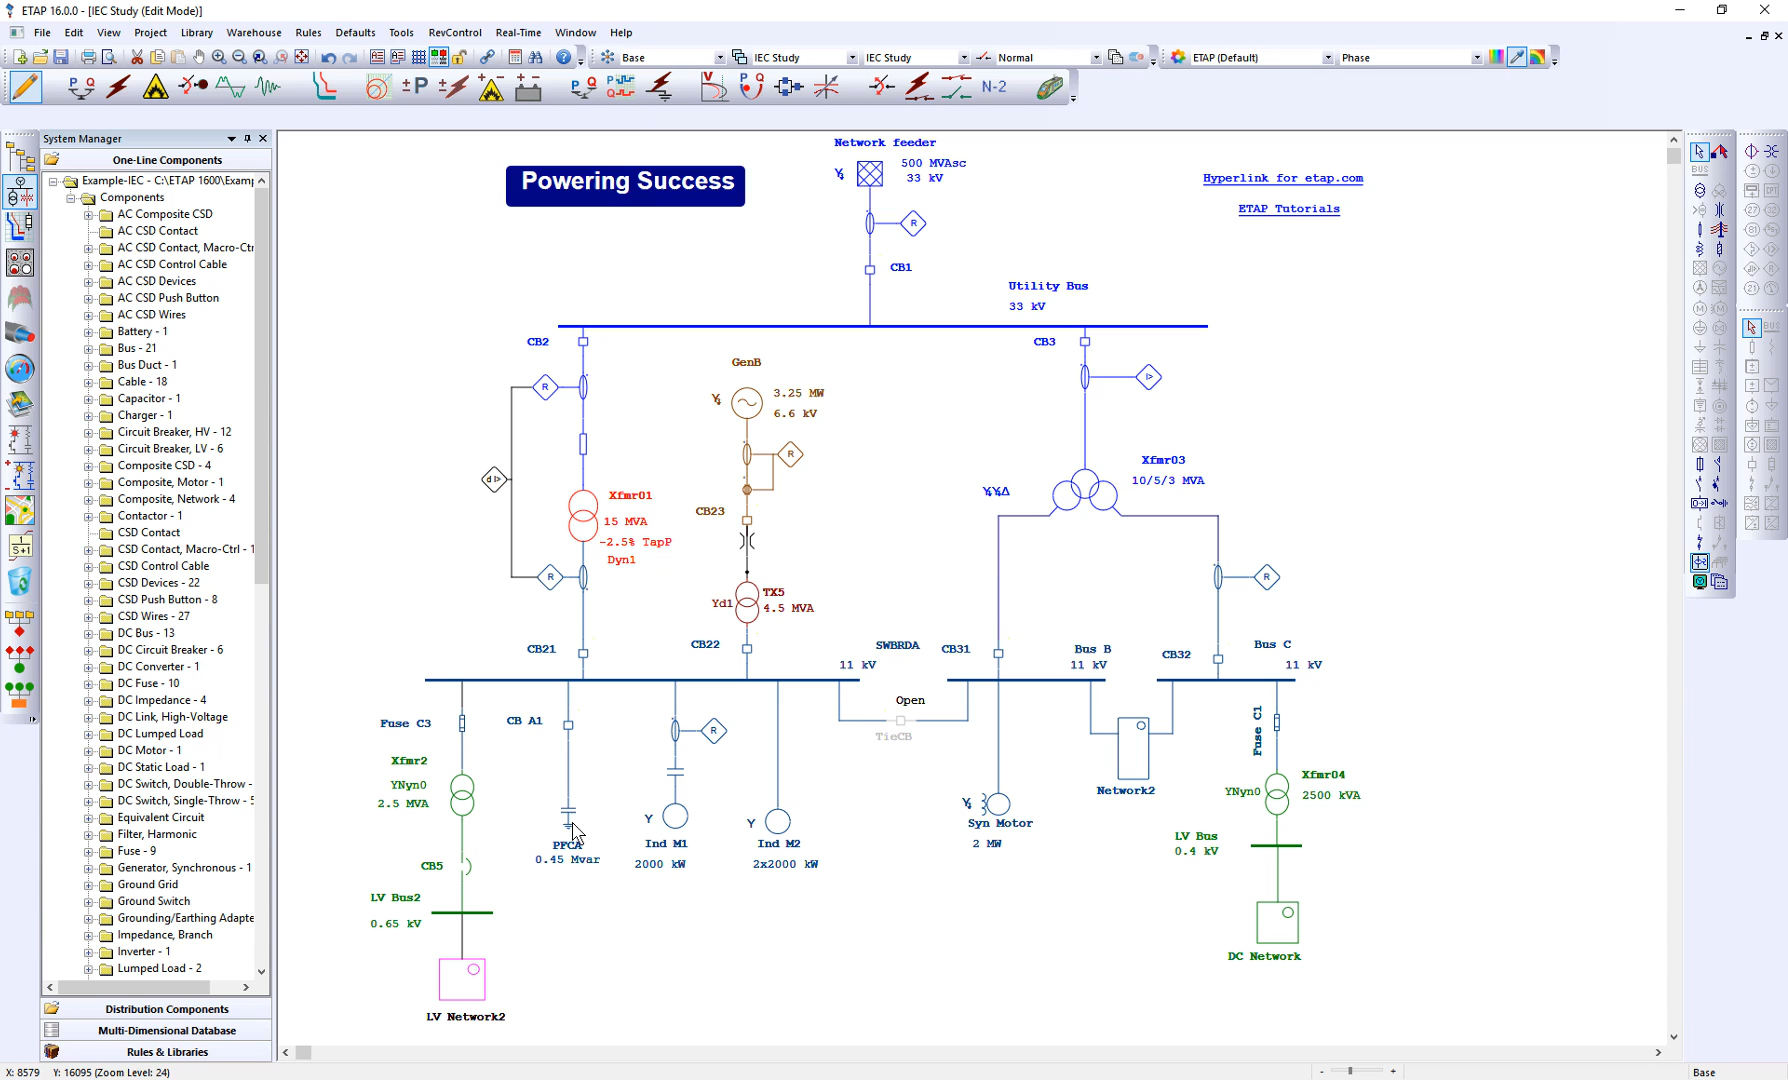 ETAP 16.0.0 - [IEC Study (Edit Mode)]
File Edit View Project Library Warehouse Rules Defaults Tools RevControl Real-Time Window Help
Base IEC Study IEC Study Normal ETAP (Default) Phase
N-2
System Manager
One-Line Components
Example-IEC - C:\ETAP 1600\Examp
Components
AC Composite CSD
AC CSD Contact
AC CSD Contact, Macro-Ctr
AC CSD Control Cable
AC CSD Devices
AC CSD Push Button
AC CSD Wires
Battery - 1
Bus - 21
Bus Duct - 1
Cable - 18
Capacitor - 1
Charger - 1
Circuit Breaker, HV - 12
Circuit Breaker, LV - 6
Composite CSD - 4
Composite, Motor - 1
Composite, Network - 4
Contactor - 1
CSD Contact
CSD Contact, Macro-Ctrl - 1
CSD Control Cable
CSD Devices - 22
CSD Push Button - 8
CSD Wires - 27
DC Bus - 13
DC Circuit Breaker - 6
DC Converter - 1
DC Fuse - 10
DC Impedance - 4
DC Link, High-Voltage
DC Lumped Load
DC Motor - 1
DC Static Load - 1
DC Switch, Double-Throw -
DC Switch, Single-Throw - 5
Equivalent Circuit
Filter, Harmonic
Fuse - 9
Generator, Synchronous - 1
Ground Grid
Ground Switch
Grounding/Earthing Adapte
Impedance, Branch
Inverter - 1
Lumped Load - 2
Distribution Components
Multi-Dimensional Database
Rules & Libraries
Powering Success
Network feeder
500 MVAsc
33 kV
Hyperlink for etap.com
ETAP Tutorials
R
CB1
Utility Bus
33 kV
CB2
CB3
GenB
3.25 MW
6.6 kV
R
I>
R
d I>
Xfmr01
15 MVA
-2.5% TapP
Dyn1
CB23
Xfmr03
10/5/3 MVA
R
R
TX5
Yd1
4.5 MVA
CB21
CB22
SWBRDA
11 kV
CB31
Bus B
11 kV
CB32
Bus C
11 kV
Open
TieCB
Fuse C3
CB A1
R
Fuse C1
Xfmr2
YNyn0
2.5 MVA
Network2
Xfmr04
YNyn0
2500 kVA
PFCA
0.45 Mvar
Y
Ind M1
2000 kW
Y
Ind M2
2x2000 kW
Syn Motor
2 MW
LV Bus
0.4 kV
CB5
LV Bus2
0.65 kV
DC Network
LV Network2
X: 8579 Y: 16095 (Zoom Level: 24)
Base